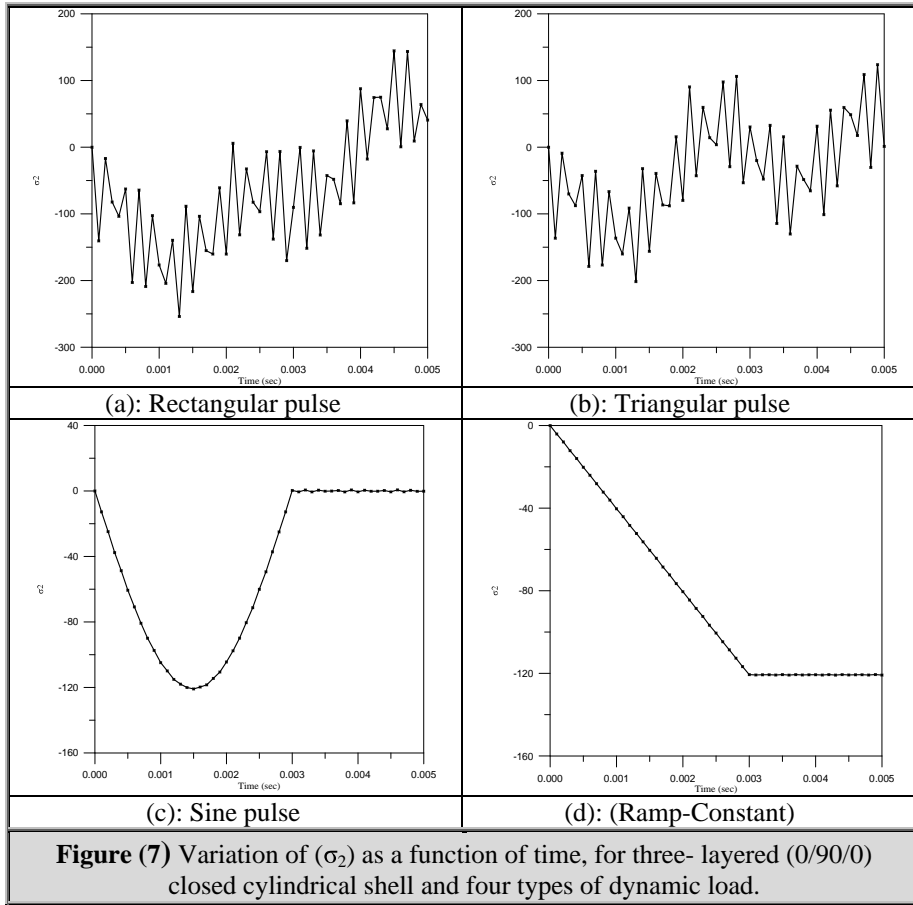 200
100
0
-100
-200
-300
σ2
0.000 0.001 0.002 0.003 0.004 0.005
Time (sec)
(a): Rectangular pulse
200
100
0
-100
-200
-300
σ2
0.000 0.001 0.002 0.003 0.004 0.005
Time (sec)
(b): Triangular pulse
40
0
-40
-80
-120
-160
σ2
0.000 0.001 0.002 0.003 0.004 0.005
Time (sec)
(c): Sine pulse
0
-40
-80
-120
-160
σ2
0.000 0.001 0.002 0.003 0.004 0.005
Time (sec)
(d): (Ramp-Constant)
Figure (7) Variation of (σ₂) as a function of time, for three- layered (0/90/0)
closed cylindrical shell and four types of dynamic load.